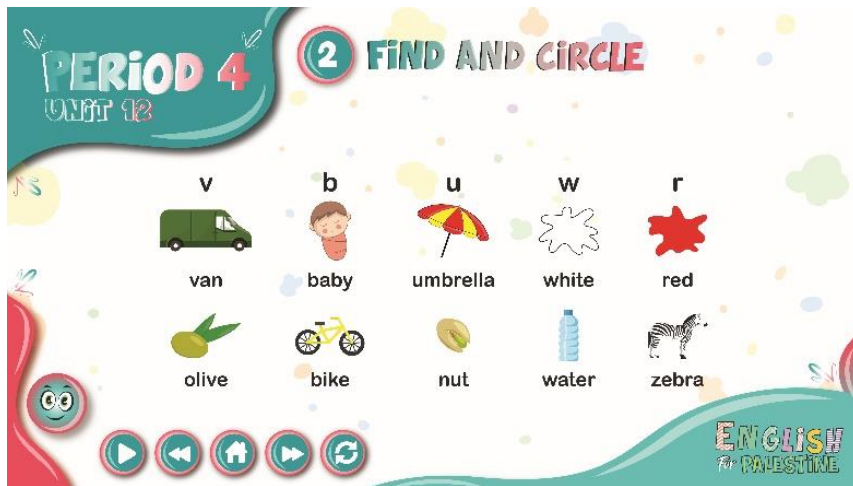 PERIOD 4
UNIT 12
2 FIND AND CIRCLE
v b u w r
van baby umbrella white red
olive bike nut water zebra
ENGLISH
For PALESTINE